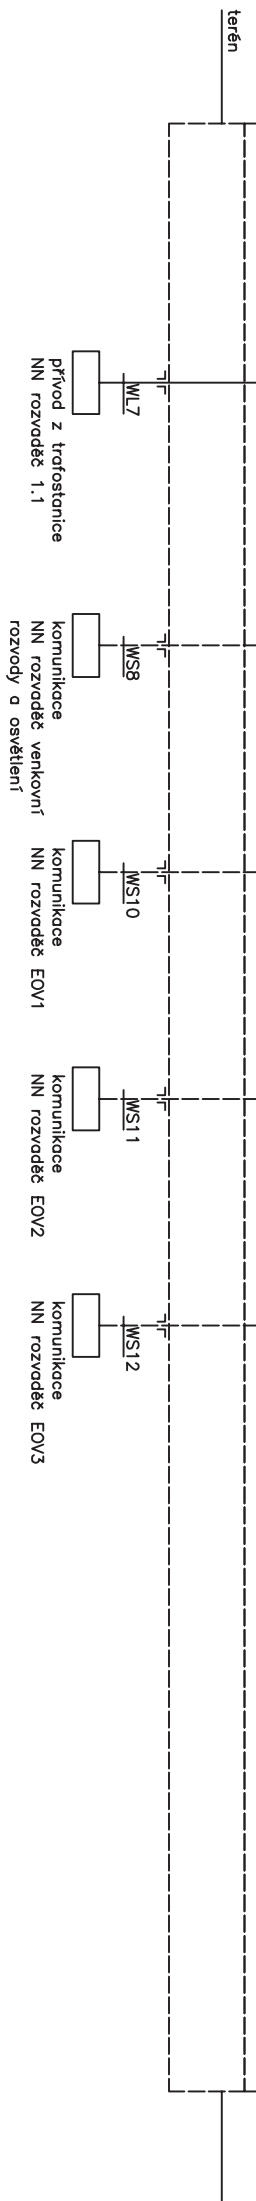 terén
WL7
přívod z trafostanice
NN rozvaděč 1.1
WS8
komunikace
NN rozvaděč venkovní
rozvody a osvětlení
WS10
komunikace
NN rozvaděč EOV1
WS11
komunikace
NN rozvaděč EOV2
WS12
komunikace
NN rozvaděč EOV3